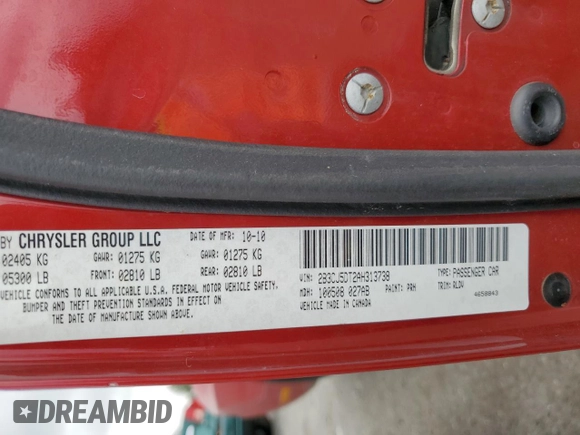 BY CHRYSLER GROUP LLC DATE OF MFR: 10-10
02405 KG GAWR: 01275 KG GAWR: 01275 KG
05300 LB FRONT: 02810 LB REAR: 02810 LB
VEHICLE CONFORMS TO ALL APPLICABLE U.S.A. FEDERAL MOTOR VEHICLE SAFETY,
BUMPER AND THEFT PREVENTION STANDARDS IN EFFECT ON
THE DATE OF MANUFACTURE SHOWN ABOVE.
VIN: 2B3CJ5DT2AH313738 TYPE: PASSENGER CAR
MDH: 100508 027AB PAINT: PRH TRIM: RLDV
VEHICLE MADE IN CANADA 4658843
DREAMBID